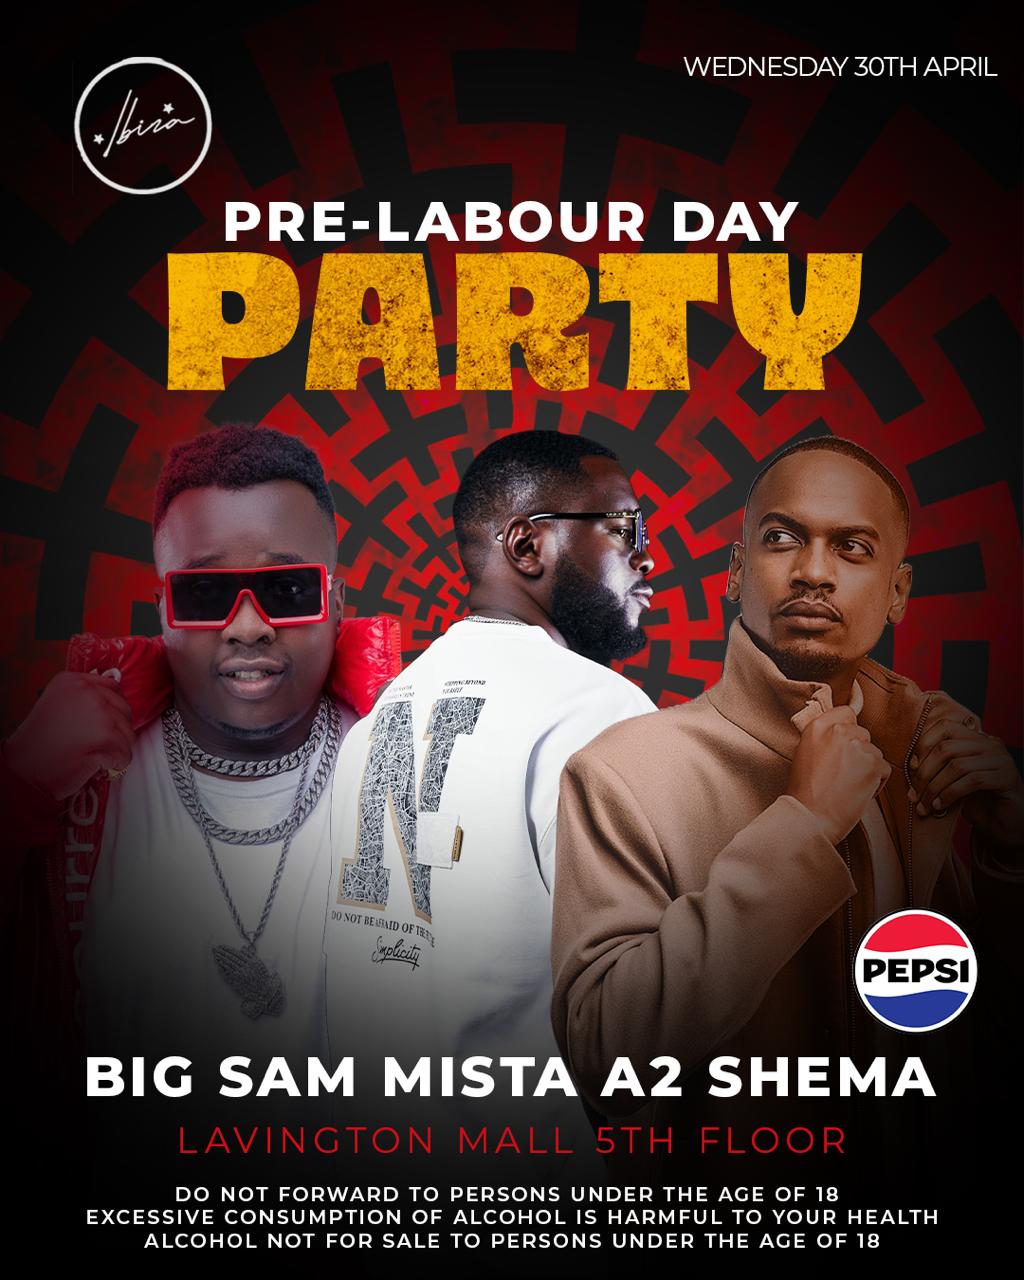 Ibiza
WEDNESDAY 30TH APRIL
PRE-LABOUR DAY
PARTY
N
DO NOT BE AFRAID OF THE
Simplicity
PEPSI
BIG SAM MISTA A2 SHEMA
LAVINGTON MALL 5TH FLOOR
DO NOT FORWARD TO PERSONS UNDER THE AGE OF 18
EXCESSIVE CONSUMPTION OF ALCOHOL IS HARMFUL TO YOUR HEALTH
ALCOHOL NOT FOR SALE TO PERSONS UNDER THE AGE OF 18